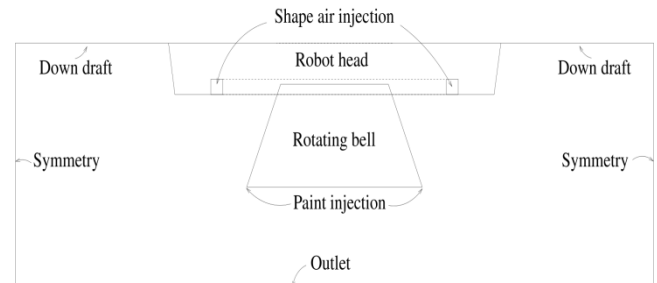 Shape air injection
Down draft
Robot head
Down draft
Rotating bell
Symmetry
Symmetry
Paint injection
Outlet